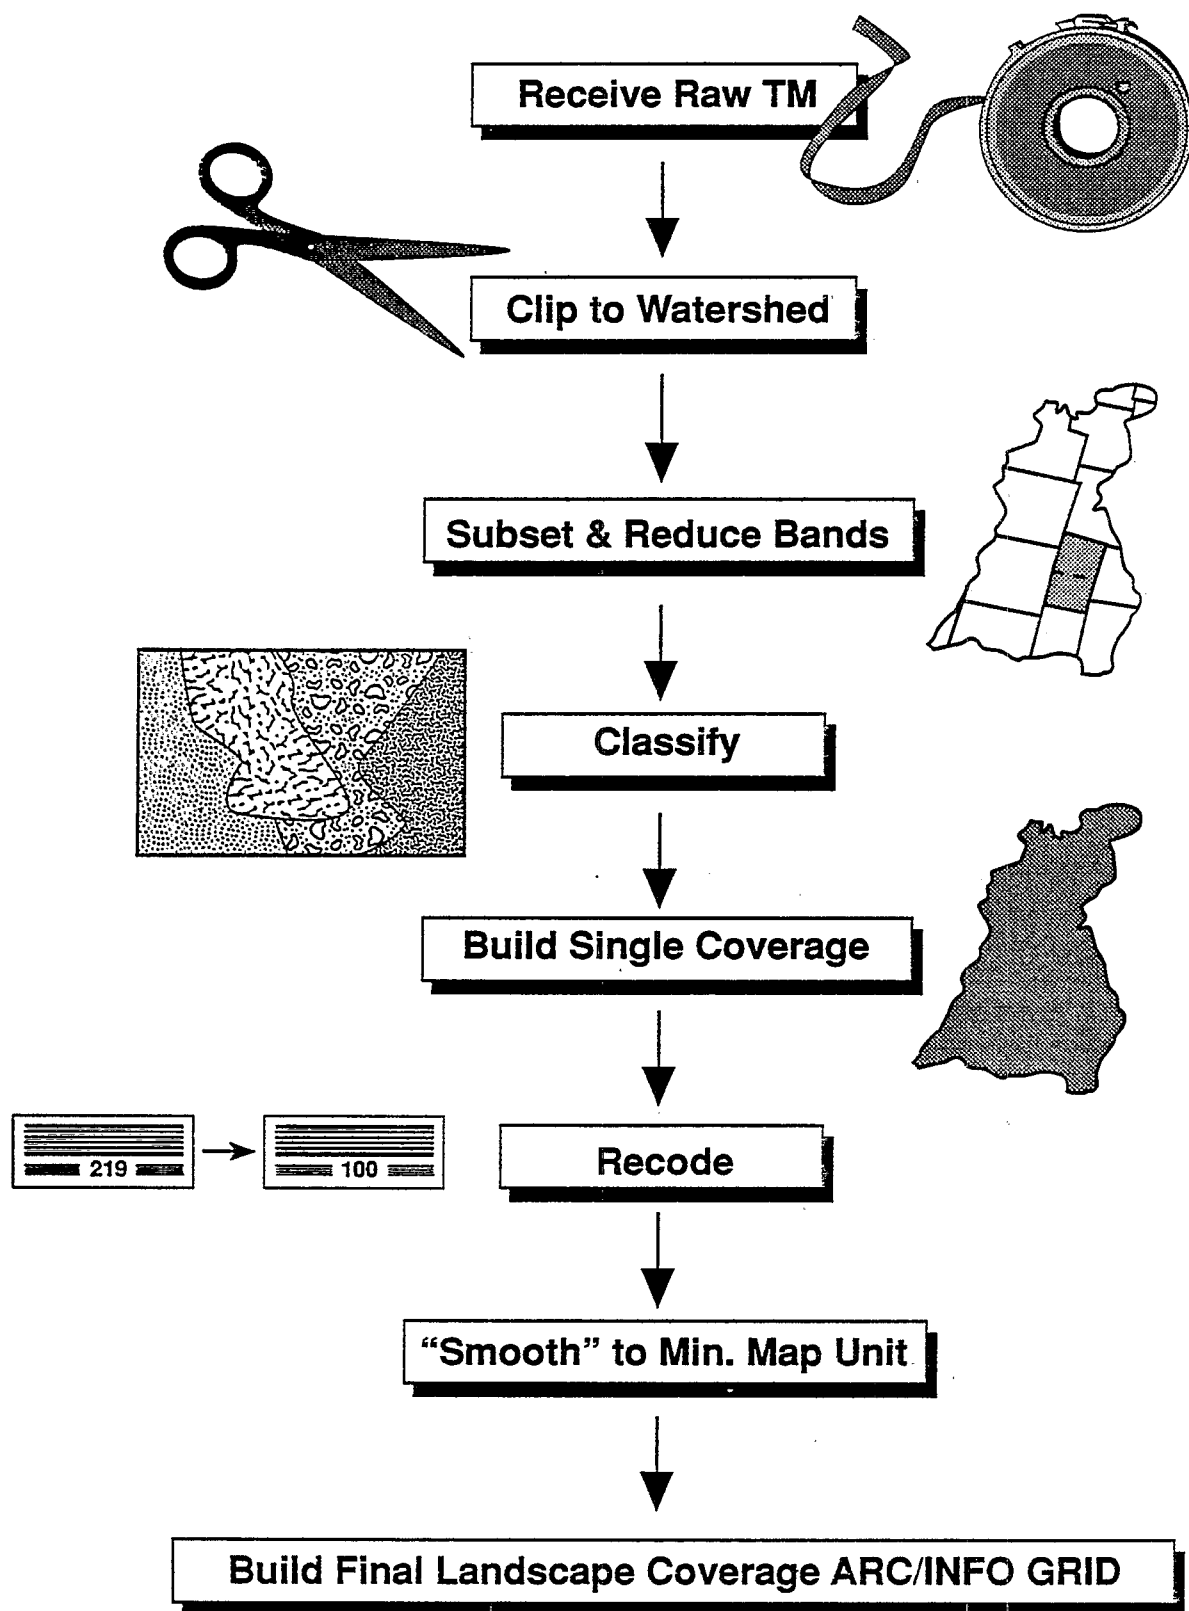 Receive Raw TM
Clip to Watershed
Subset & Reduce Bands
Classify
Build Single Coverage
219
100
Recode
“Smooth” to Min. Map Unit
Build Final Landscape Coverage ARC/INFO GRID